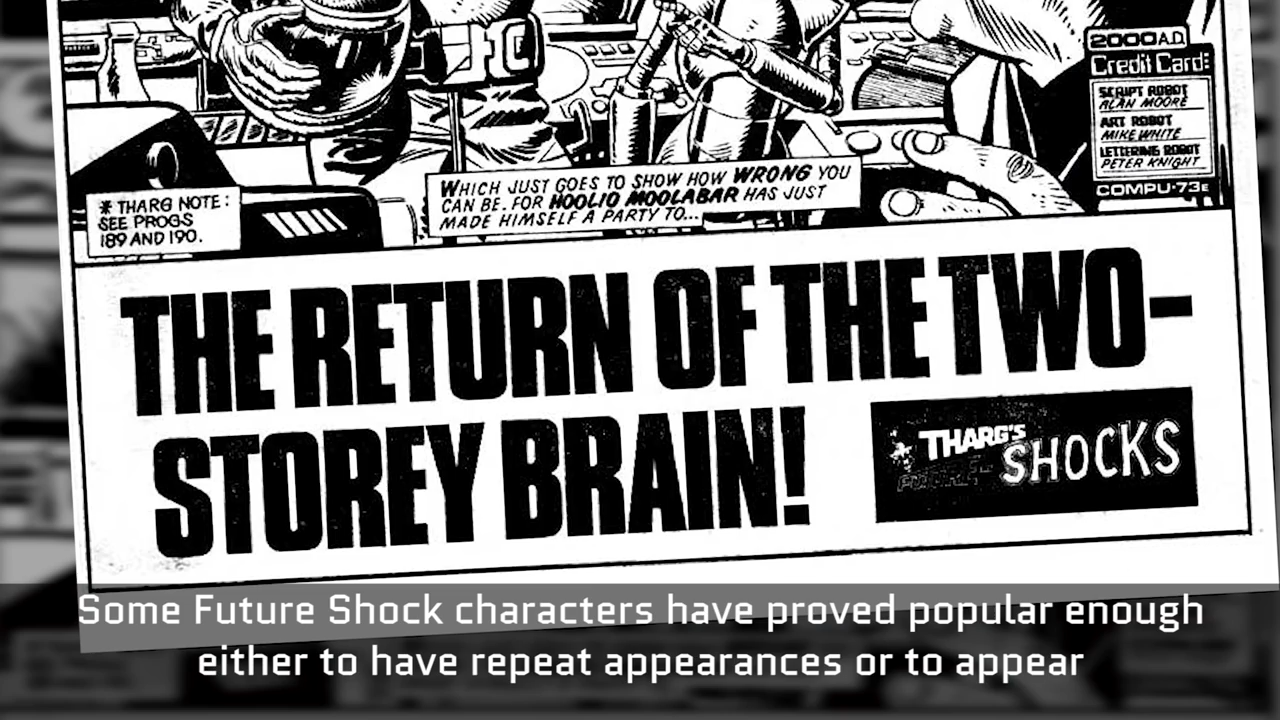 2000A.D.
Credit Card:
SCRIPT ROBOT
ALAN MOORE
ART ROBOT
MIKE WHITE
LETTERING ROBOT
PETER KNIGHT
COMPU·73E
WHICH JUST GOES TO SHOW HOW WRONG YOU
CAN BE. FOR HOOLIO MOOLABAR HAS JUST
MADE HIMSELF A PARTY TO...
* THARG NOTE:
SEE PROGS
189 AND 190.
THE RETURN OF THE TWO-
STOREY BRAIN!
THARG'S
FUTURE
SHOCKS
Some Future Shock characters have proved popular enough
either to have repeat appearances or to appear